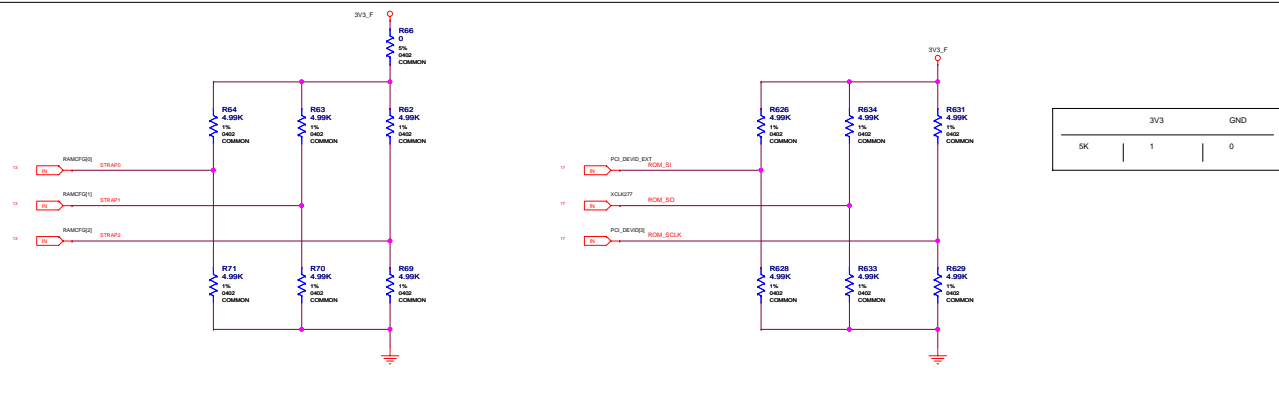 3V3_F
R66
0
5%
0402
COMMON
R64
4.99K
1%
0402
COMMON
R63
4.99K
1%
0402
COMMON
R62
4.99K
1%
0402
COMMON
RAMCFG[0]
IN
STRAP0
RAMCFG[1]
IN
STRAP1
RAMCFG[2]
IN
STRAP2
R71
4.99K
1%
0402
COMMON
R70
4.99K
1%
0402
COMMON
R69
4.99K
1%
0402
COMMON
3V3_F
R626
4.99K
1%
0402
COMMON
R634
4.99K
1%
0402
COMMON
R631
4.99K
1%
0402
COMMON
PCI_DEVID_EXT
IN
ROM_SI
XCLK277
IN
ROM_SO
PCI_DEVID[3]
IN
ROM_SCLK
R628
4.99K
1%
0402
COMMON
R633
4.99K
1%
0402
COMMON
R629
4.99K
1%
0402
COMMON
3V3 GND
5K 1 0